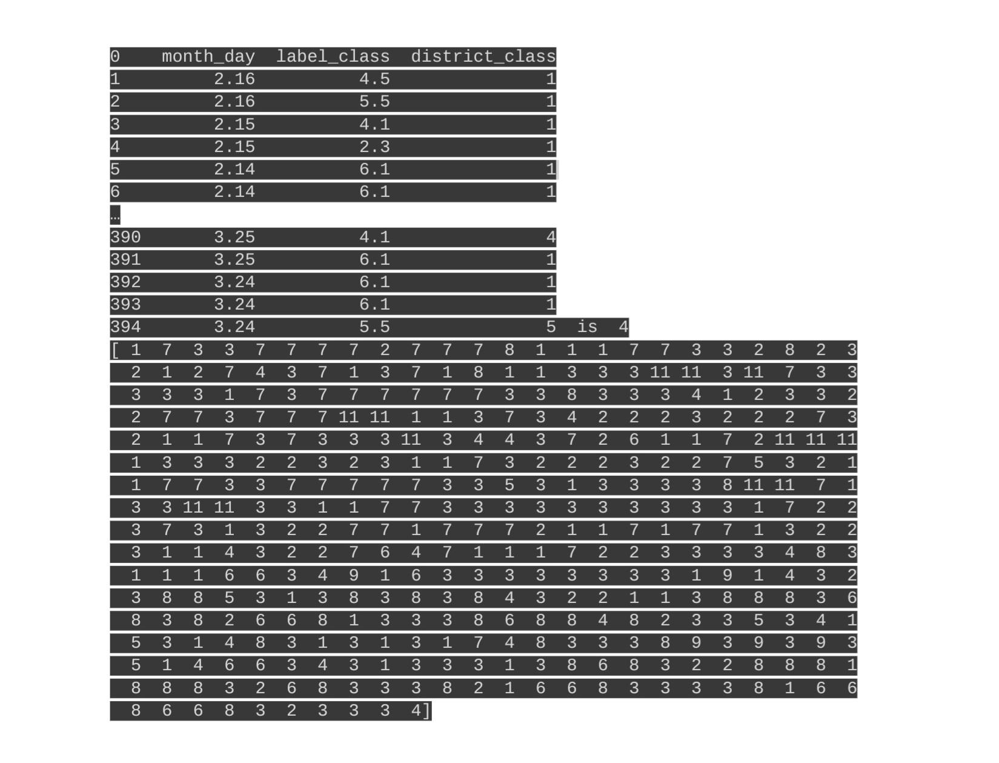 0    month_day  label_class  district_class
1         2.16          4.5               1
2         2.16          5.5               1
3         2.15          4.1               1
4         2.15          2.3               1
5         2.14          6.1               1
6         2.14          6.1               1
…
390       3.25          4.1               4
391       3.25          6.1               1
392       3.24          6.1               1
393       3.24          6.1               1
394       3.24          5.5               5  is  4
[ 1  7  3  3  7  7  7  7  2  7  7  7  8  1  1  1  7  7  3  3  2  8  2  3
  2  1  2  7  4  3  7  1  3  7  1  8  1  1  3  3  3 11 11  3 11  7  3  3
  3  3  3  1  7  3  7  7  7  7  7  7  3  3  8  3  3  3  4  1  2  3  3  2
  2  7  7  3  7  7  7 11 11  1  1  3  7  3  4  2  2  2  3  2  2  2  7  3
  2  1  1  7  3  7  3  3  3 11  3  4  4  3  7  2  6  1  1  7  2 11 11 11
  1  3  3  3  2  2  3  2  3  1  1  7  3  2  2  2  3  2  2  7  5  3  2  1
  1  7  7  3  3  7  7  7  7  7  3  3  5  3  1  3  3  3  3  8 11 11  7  1
  3  3 11 11  3  3  1  1  7  7  3  3  3  3  3  3  3  3  3  3  1  7  2  2
  3  7  3  1  3  2  2  7  7  1  7  7  7  2  1  1  7  1  7  7  1  3  2  2
  3  1  1  4  3  2  2  7  6  4  7  1  1  1  7  2  2  3  3  3  3  4  8  3
  1  1  1  6  6  3  4  9  1  6  3  3  3  3  3  3  3  3  1  9  1  4  3  2
  3  8  8  5  3  1  3  8  3  8  3  8  4  3  2  2  1  1  3  8  8  8  3  6
  8  3  8  2  6  6  8  1  3  3  3  8  6  8  8  4  8  2  3  3  5  3  4  1
  5  3  1  4  8  3  1  3  1  3  1  7  4  8  3  3  3  8  9  3  9  3  9  3
  5  1  4  6  6  3  4  3  1  3  3  3  1  3  8  6  8  3  2  2  8  8  8  1
  8  8  8  3  2  6  8  3  3  3  8  2  1  6  6  8  3  3  3  3  8  1  6  6
  8  6  6  8  3  2  3  3  3  4]